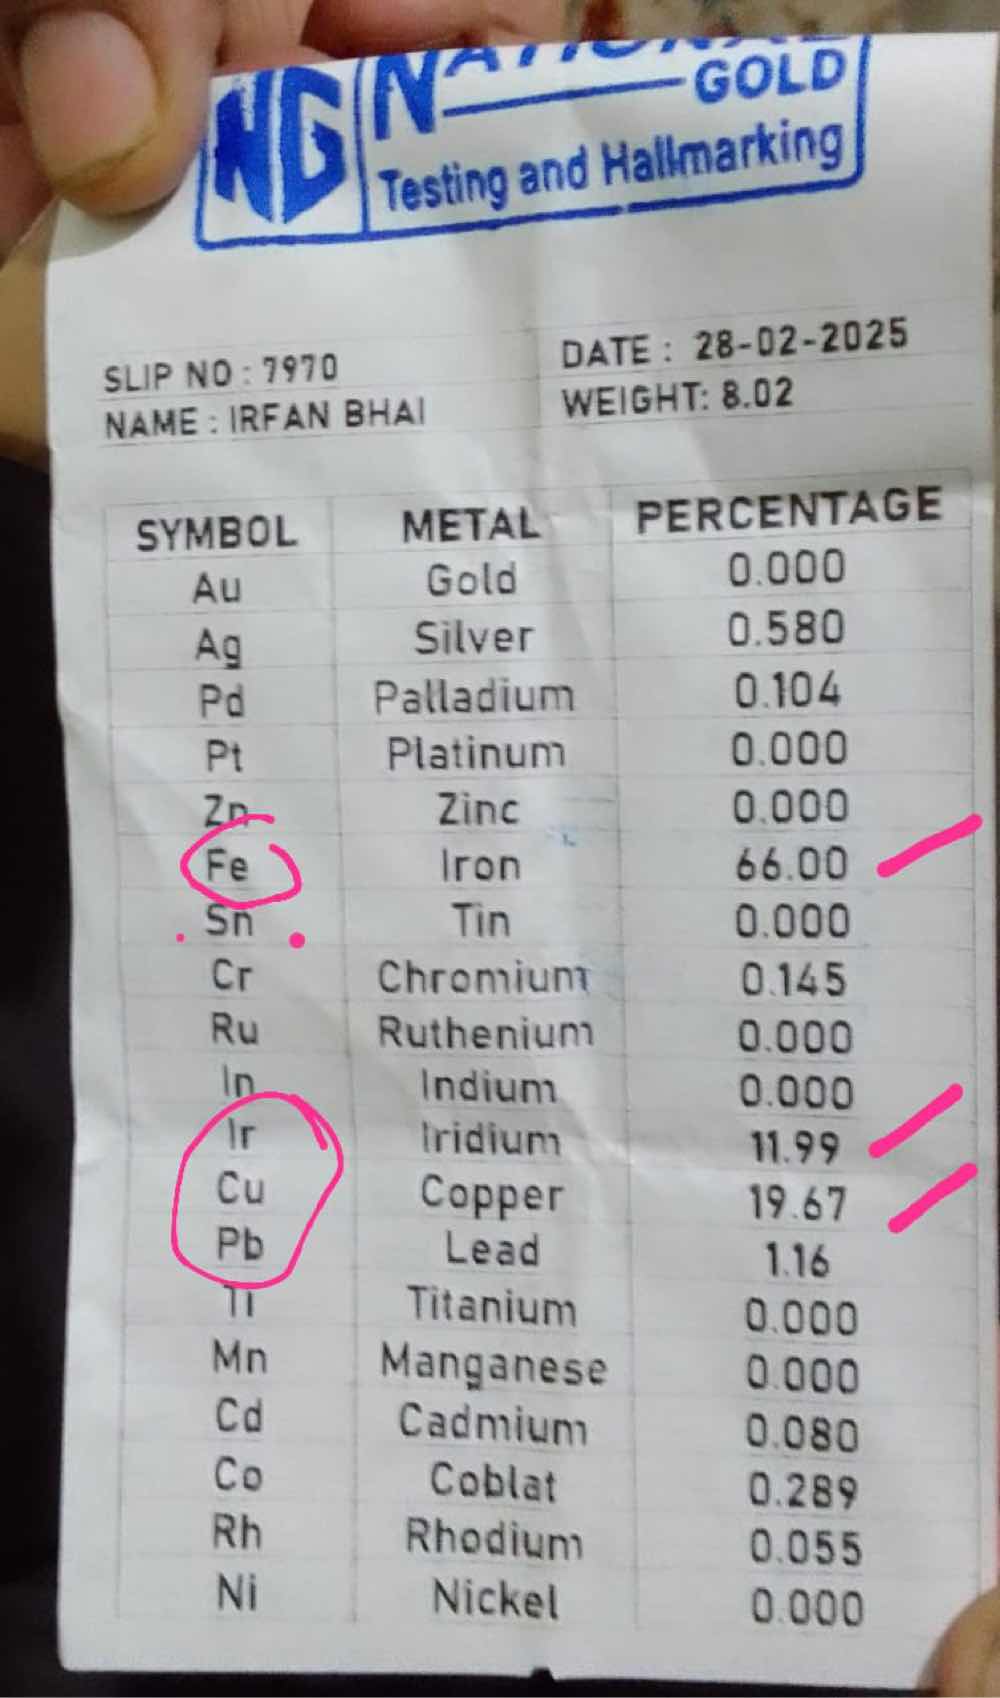 NG NATIONAL
GOLD
Testing and Hallmarking
SLIP NO : 7970 DATE : 28-02-2025
NAME : IRFAN BHAI WEIGHT: 8.02
SYMBOL METAL PERCENTAGE
Au Gold 0.000
Ag Silver 0.580
Pd Palladium 0.104
Pt Platinum 0.000
Zn Zinc 0.000
Fe Iron 66.00
Sn Tin 0.000
Cr Chromium 0.145
Ru Ruthenium 0.000
In Indium 0.000
Ir Iridium 11.99
Cu Copper 19.67
Pb Lead 1.16
Ti Titanium 0.000
Mn Manganese 0.000
Cd Cadmium 0.080
Co Coblat 0.289
Rh Rhodium 0.055
Ni Nickel 0.000